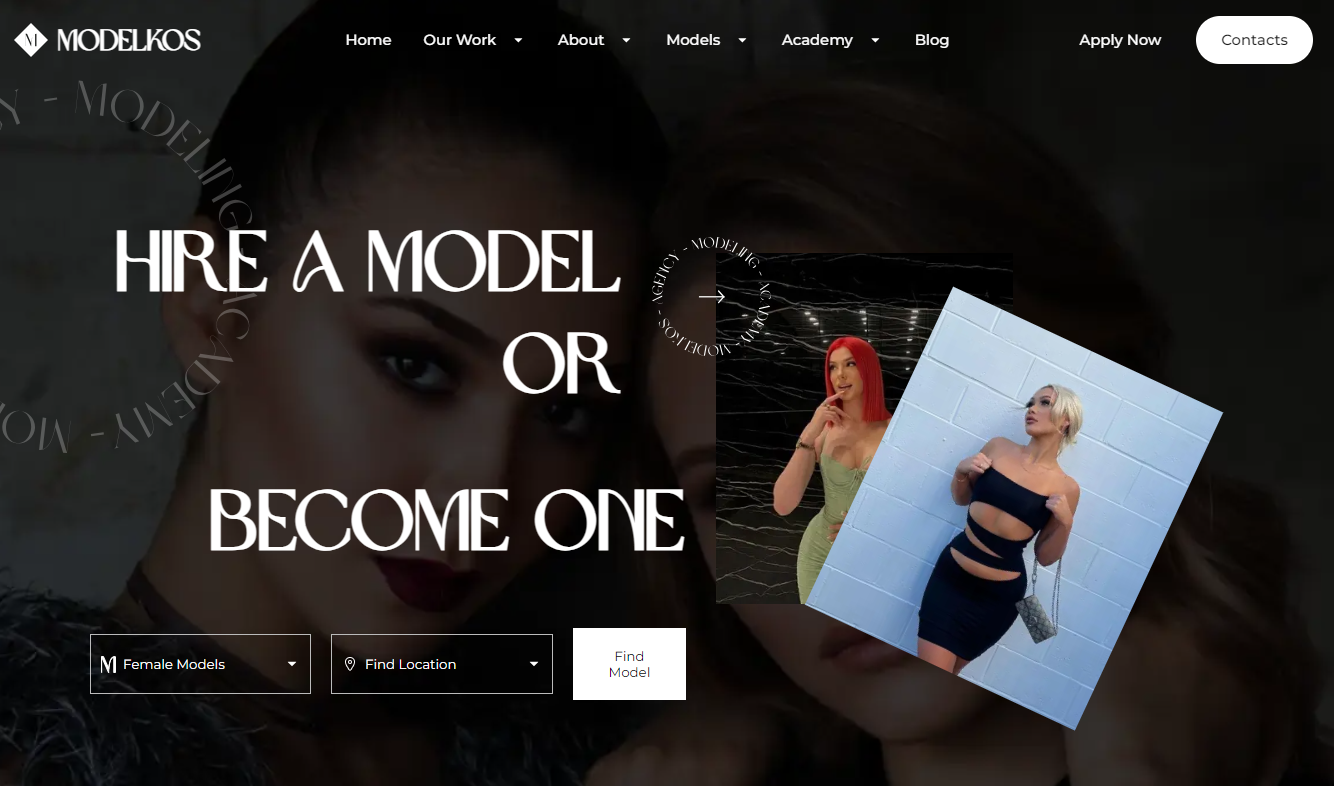 M MODELKOS
Home Our Work About Models Academy Blog Apply Now Contacts
Y - MODELING - ACADEMY - MO
HIRE A MODEL
OR
BECOME ONE
AGENCY - MODELING - ACADEMY - MODELKOS -
M Female Models
Find Location
Find
Model